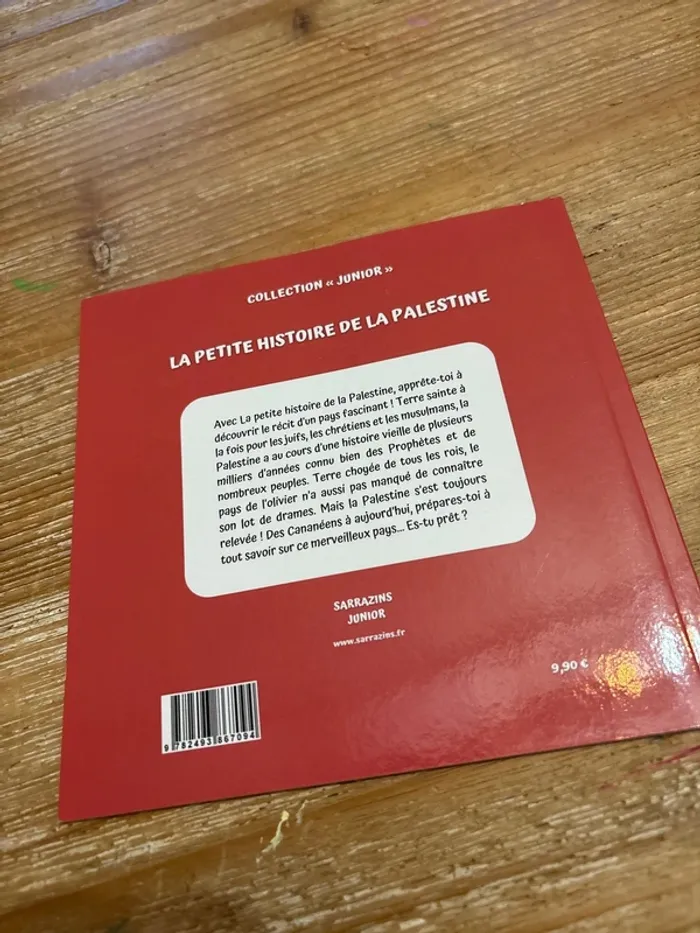 COLLECTION « JUNIOR »
LA PETITE HISTOIRE DE LA PALESTINE
Avec La petite histoire de la Palestine, apprête-toi à
découvrir le récit d'un pays fascinant ! Terre sainte à
la fois pour les juifs, les chrétiens et les musulmans, la
Palestine a au cours d'une histoire vieille de plusieurs
milliers d'années connu bien des Prophètes et de
nombreux peuples. Terre choyée de tous les rois, le
pays de l'olivier n'a aussi pas manqué de connaître
son lot de drames. Mais la Palestine s'est toujours
relevée ! Des Cananéens à aujourd'hui, prépares-toi à
tout savoir sur ce merveilleux pays... Es-tu prêt ?
SARRAZINS
JUNIOR
www.sarrazins.fr
9,90 €
9 782493 867094